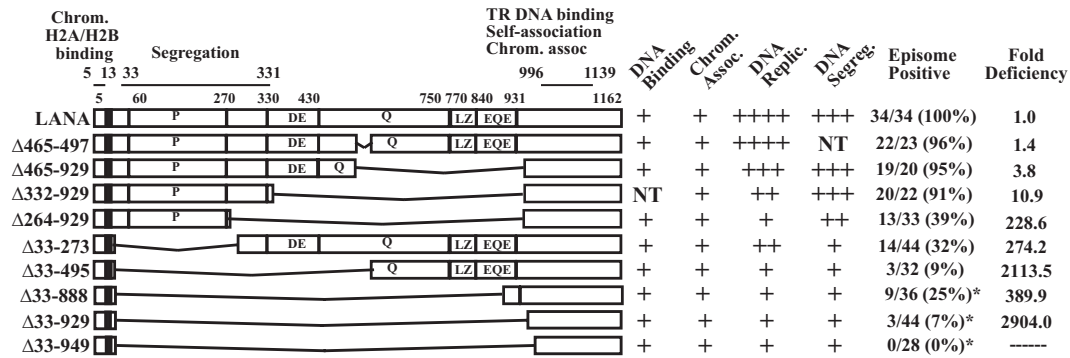 Chrom.
H2A/H2B
binding
Segregation
TR DNA binding
Self-association
Chrom. assoc
5 13 33 331 996 1139
DNA Binding
Chrom. Assoc.
DNA Replic.
DNA Segreg.
Episome Positive
Fold Deficiency
5 60 270 330 430 750 770 840 931 1162
LANA P DE Q LZ EQE + + ++++ +++ 34/34 (100%) 1.0
Δ465-497 P DE Q LZ EQE + + ++++ NT 22/23 (96%) 1.4
Δ465-929 P DE Q + + +++ +++ 19/20 (95%) 3.8
Δ332-929 P NT + ++ +++ 20/22 (91%) 10.9
Δ264-929 P + + + ++ 13/33 (39%) 228.6
Δ33-273 DE Q LZ EQE + + ++ + 14/44 (32%) 274.2
Δ33-495 Q LZ EQE + + + + 3/32 (9%) 2113.5
Δ33-888 + + + + 9/36 (25%)* 389.9
Δ33-929 + + + + 3/44 (7%)* 2904.0
Δ33-949 + + + + 0/28 (0%)* ------